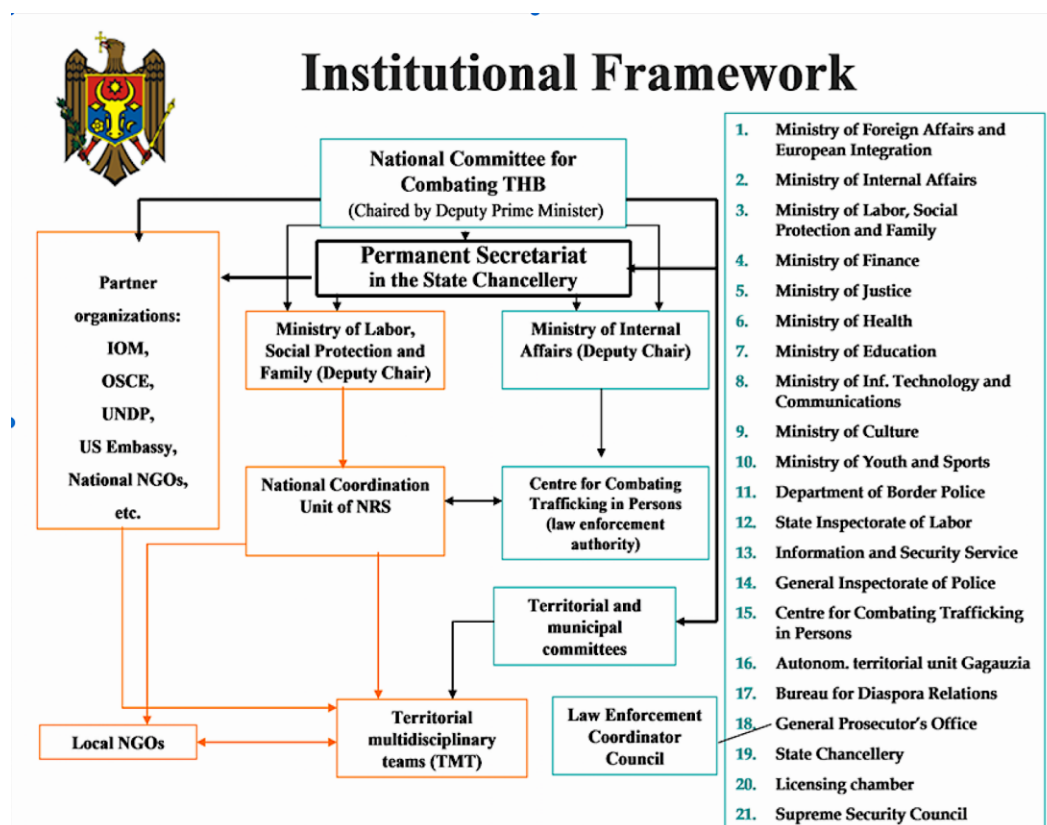 Institutional Framework
National Committee for
Combating THB
(Chaired by Deputy Prime Minister)
Permanent Secretariat
in the State Chancellery
Partner
organizations:
IOM,
OSCE,
UNDP,
US Embassy,
National NGOs,
etc.
Ministry of Labor,
Social Protection and
Family (Deputy Chair)
Ministry of Internal
Affairs (Deputy Chair)
National Coordination
Unit of NRS
Centre for Combating
Trafficking in Persons
(law enforcement
authority)
Territorial and
municipal
committees
Local NGOs
Territorial
multidisciplinary
teams (TMT)
Law Enforcement
Coordinator
Council
1. Ministry of Foreign Affairs and
European Integration
2. Ministry of Internal Affairs
3. Ministry of Labor, Social
Protection and Family
4. Ministry of Finance
5. Ministry of Justice
6. Ministry of Health
7. Ministry of Education
8. Ministry of Inf. Technology and
Communications
9. Ministry of Culture
10. Ministry of Youth and Sports
11. Department of Border Police
12. State Inspectorate of Labor
13. Information and Security Service
14. General Inspectorate of Police
15. Centre for Combating Trafficking
in Persons
16. Autonom. territorial unit Gagauzia
17. Bureau for Diaspora Relations
18. General Prosecutor's Office
19. State Chancellery
20. Licensing chamber
21. Supreme Security Council